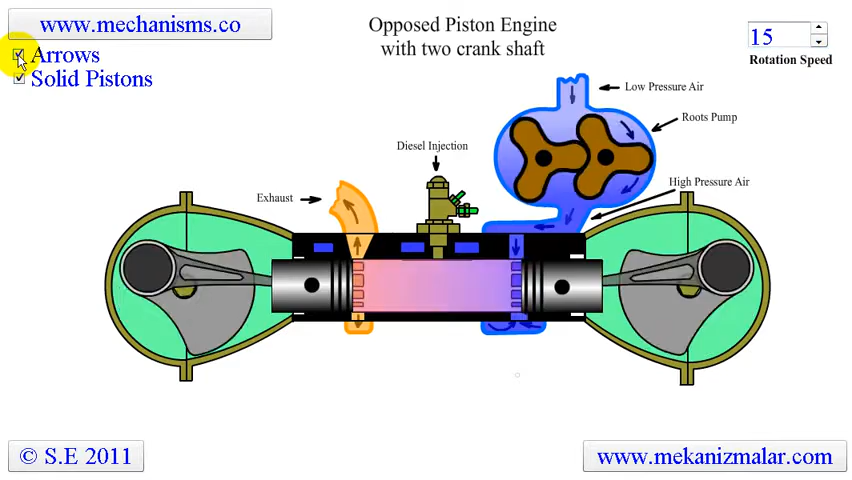 www.mechanisms.co
Arrows
Solid Pistons
Opposed Piston Engine
with two crank shaft
15
Rotation Speed
Low Pressure Air
Roots Pump
Diesel Injection
High Pressure Air
Exhaust
© S.E 2011
www.mekanizmalar.com